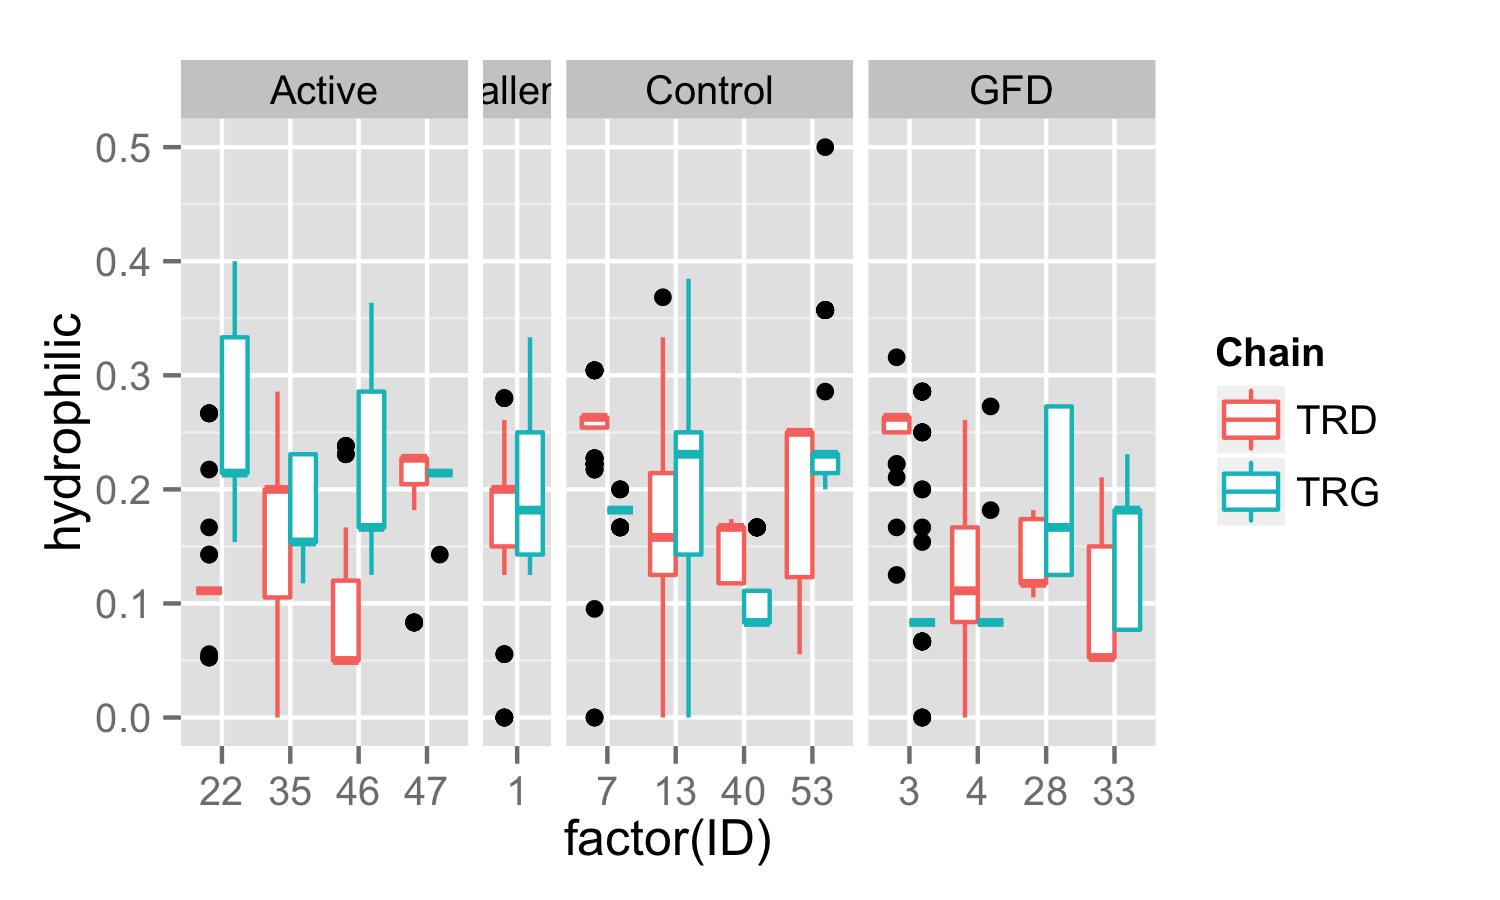 Active
aller
Control
GFD
0.5
0.4
0.3
0.2
0.1
0.0
hydrophilic
22 35 46 47 1 7 13 40 53 3 4 28 33
factor(ID)
Chain
TRD
TRG